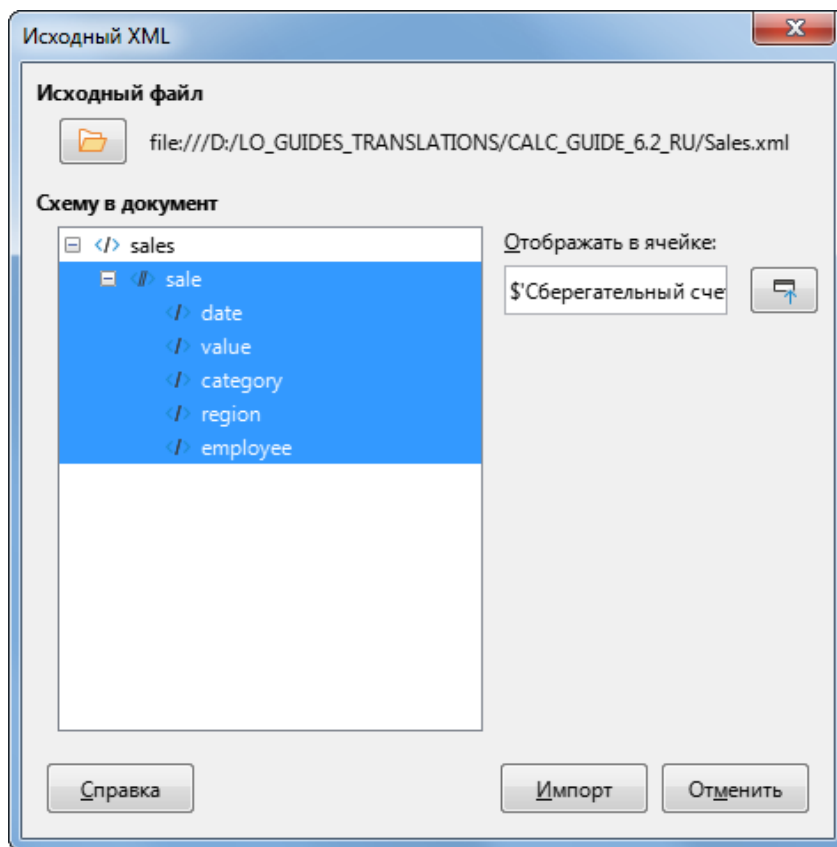 Исходный XML
Исходный файл
file:///D:/LO_GUIDES_TRANSLATIONS/CALC_GUIDE_6.2_RU/Sales.xml
Схему в документ
</> sales
Отображать в ячейке:
sale
$'Сберегательный сче
</> date
</> value
</> category
</> region
</> employee
Справка
Импорт
Отменить